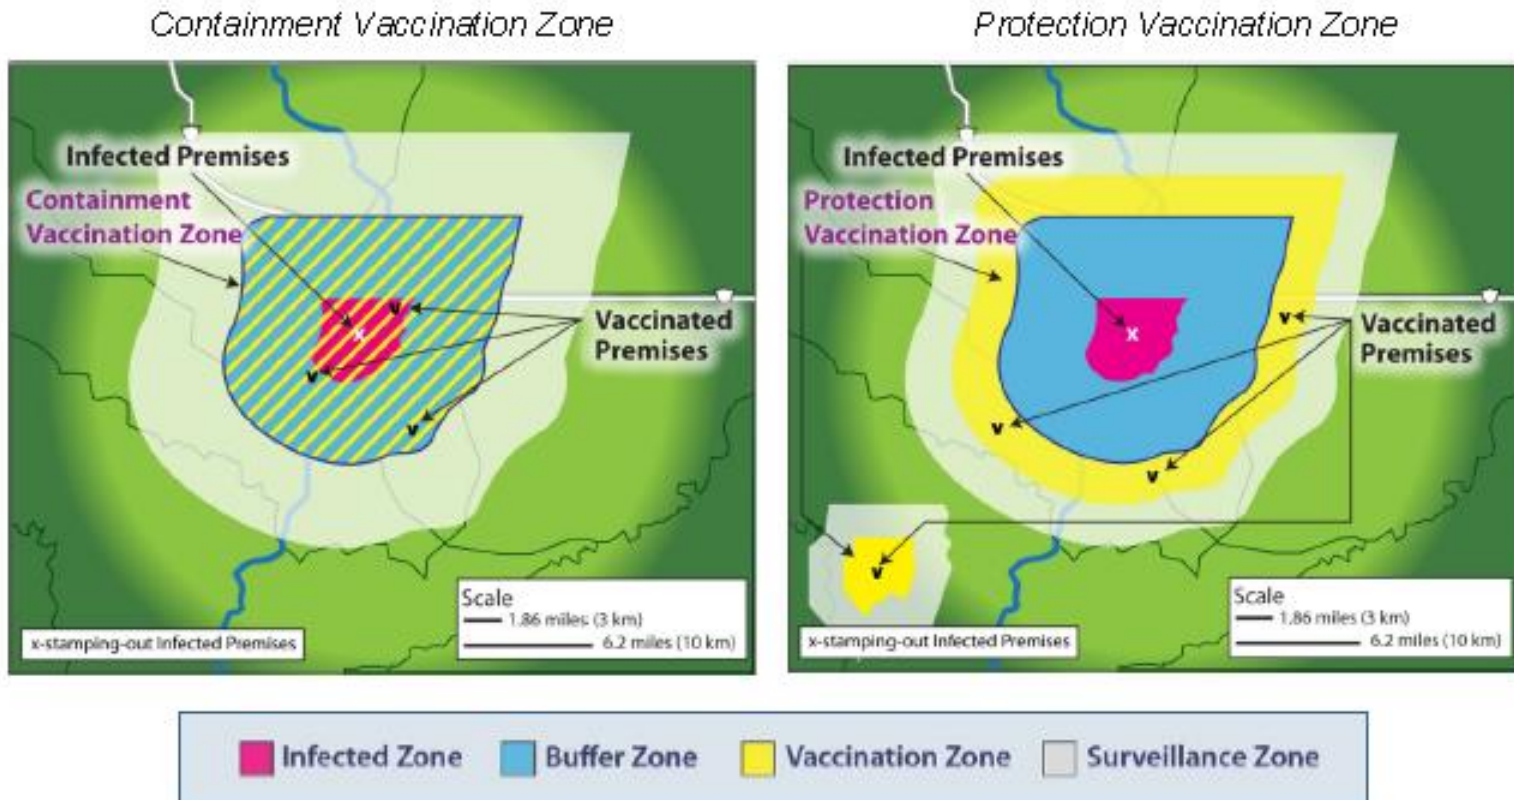 Containment Vaccination Zone
Infected Premises
Containment
Vaccination Zone
x
v
v
v
Vaccinated
Premises
x-stamping-out Infected Premises
Scale
1.86 miles (3 km)
6.2 miles (10 km)
Protection Vaccination Zone
Infected Premises
Protection
Vaccination Zone
x
v
v
v
v
Vaccinated
Premises
x-stamping-out Infected Premises
Scale
1.86 miles (3 km)
6.2 miles (10 km)
Infected Zone
Buffer Zone
Vaccination Zone
Surveillance Zone